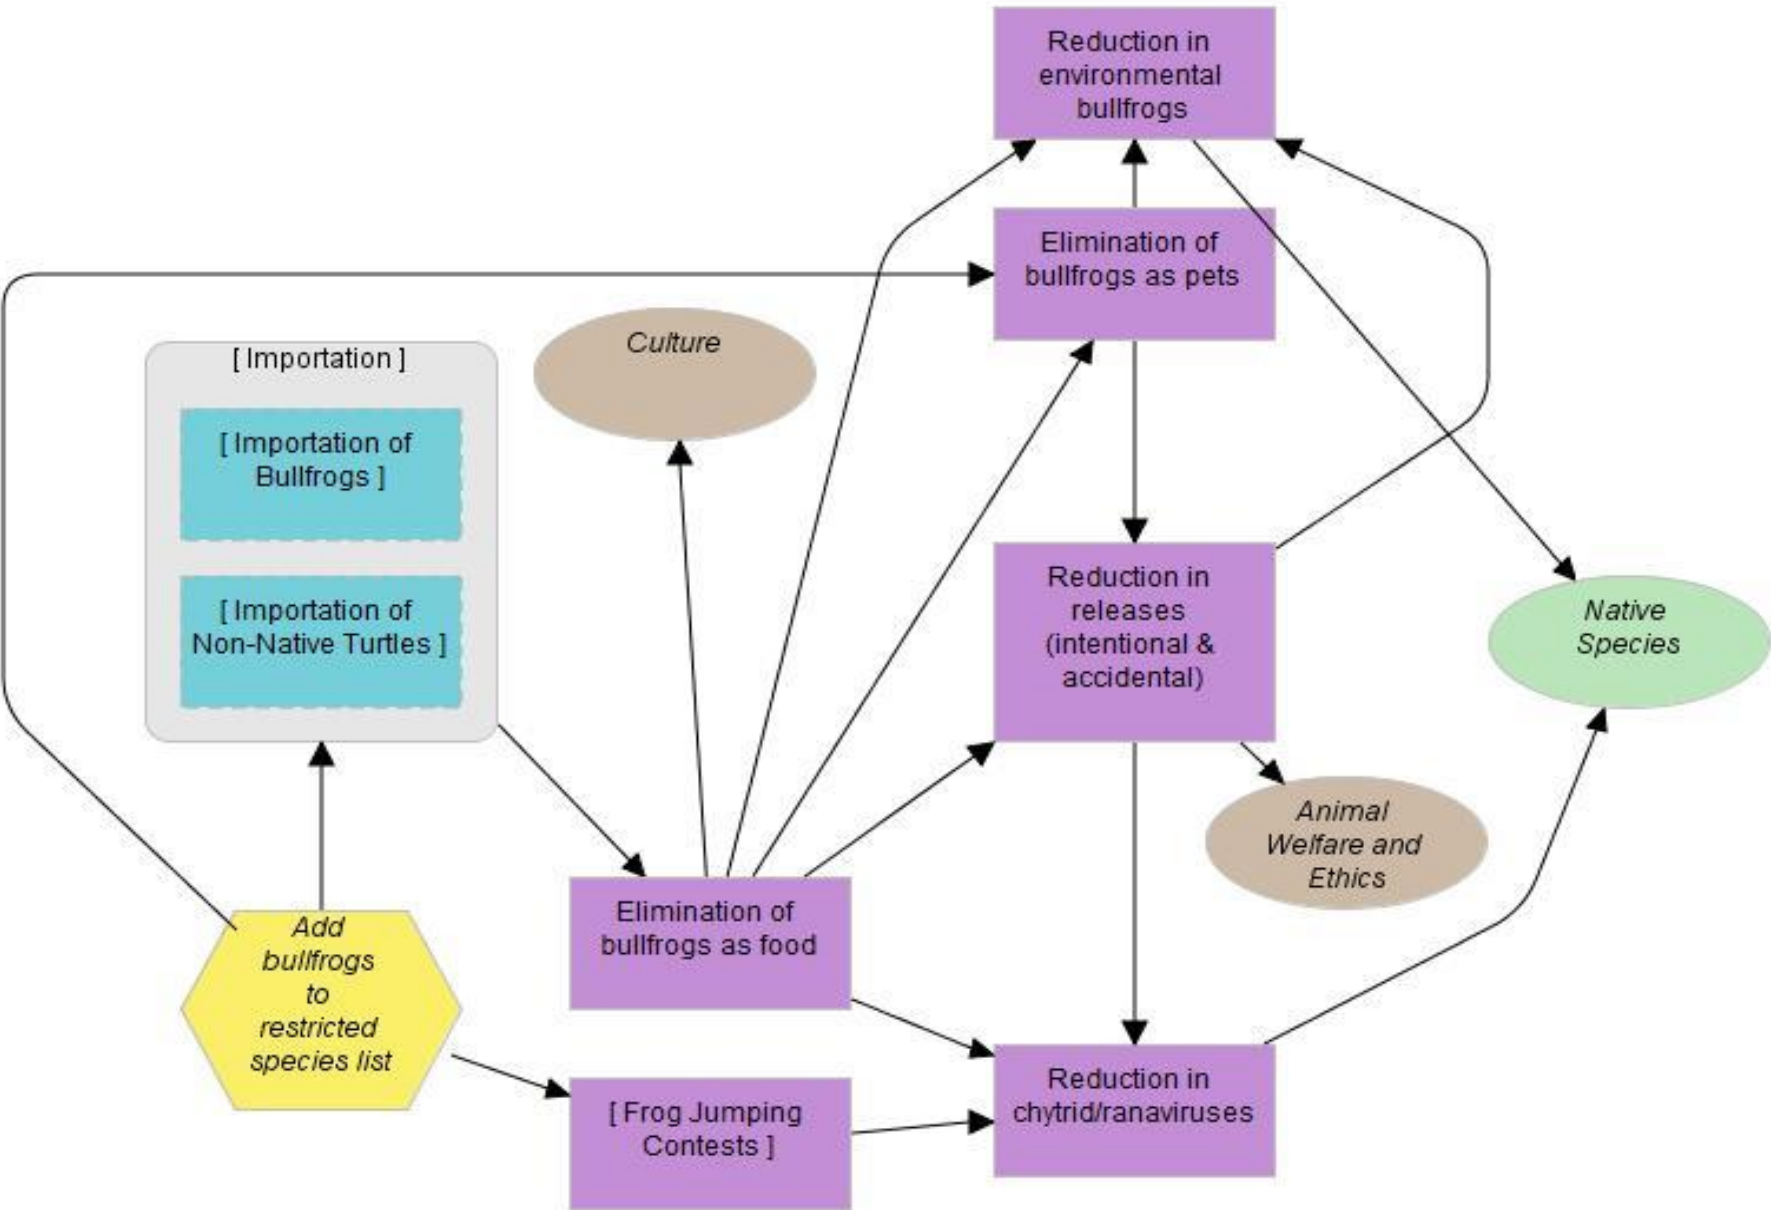 Reduction in
environmental
bullfrogs
Elimination of
bullfrogs as pets
Culture
[ Importation ]
[ Importation of
Bullfrogs ]
[ Importation of
Non-Native Turtles ]
Reduction in
releases
(intentional &
accidental)
Native
Species
Animal
Welfare and
Ethics
Elimination of
bullfrogs as food
Add
bullfrogs
to
restricted
species list
[ Frog Jumping
Contests ]
Reduction in
chytrid/ranaviruses